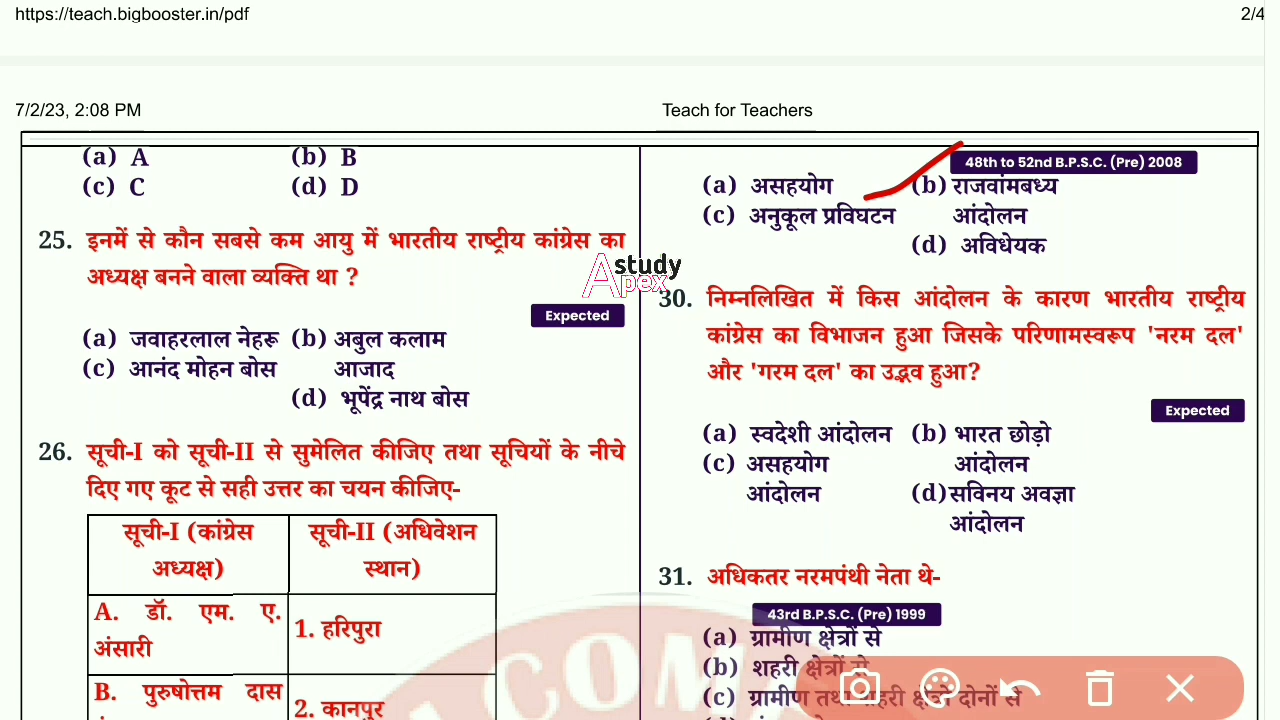 https://teach.bigbooster.in/pdf
2/4
7/2/23, 2:08 PM
Teach for Teachers
(a) A (b) B
(c) C (d) D
25. इनमें से कौन सबसे कम आयु में भारतीय राष्ट्रीय कांग्रेस का
अध्यक्ष बनने वाला व्यक्ति था ?
Expected
(a) जवाहरलाल नेहरू (b) अबुल कलाम
(c) आनंद मोहन बोस आजाद
(d) भूपेंद्र नाथ बोस
26. सूची-I को सूची-II से सुमेलित कीजिए तथा सूचियों के नीचे
दिए गए कूट से सही उत्तर का चयन कीजिए-
सूची-I (कांग्रेस सूची-II (अधिवेशन
अध्यक्ष) स्थान)
A. डॉ. एम. ए.
अंसारी
1. हरिपुरा
B. पुरुषोत्तम दास
2. कानपुर
48th to 52nd B.P.S.C. (Pre) 2008
(a) असहयोग (b) राजवांमबध्य
(c) अनुकूल प्रविघटन आंदोलन
(d) अविधेयक
Apex study
30. निम्नलिखित में किस आंदोलन के कारण भारतीय राष्ट्रीय
कांग्रेस का विभाजन हुआ जिसके परिणामस्वरूप 'नरम दल'
और 'गरम दल' का उद्भव हुआ?
Expected
(a) स्वदेशी आंदोलन (b) भारत छोड़ो
(c) असहयोग आंदोलन
आंदोलन (d) सविनय अवज्ञा
आंदोलन
31. अधिकतर नरमपंथी नेता थे-
43rd B.P.S.C. (Pre) 1999
(a) ग्रामीण क्षेत्रों से
(b) शहरी क्षेत्रों से
(c) ग्रामीण तथा शहरी क्षेत्रों दोनों से
COM